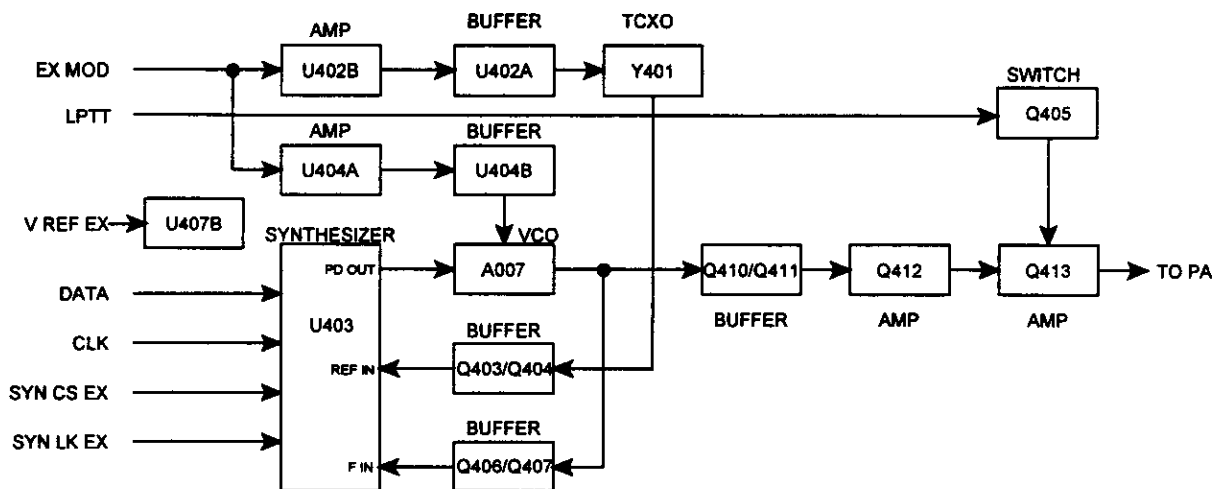 AMP
BUFFER
TCXO
EX MOD
U402B
U402A
Y401
SWITCH
LPTT
Q405
AMP
BUFFER
U404A
U404B
V REF EX
U407B
SYNTHESIZER
VCO
PD OUT
A007
Q410/Q411
Q412
Q413
TO PA
DATA
BUFFER
AMP
AMP
U403
CLK
BUFFER
REF IN
Q403/Q404
SYN CS EX
SYN LK EX
BUFFER
F IN
Q406/Q407